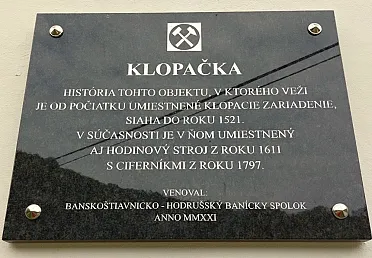 KLOPAČKA
HISTÓRIA TOHTO OBJEKTU, V KTORÉHO VEŽI
JE OD POČIATKU UMIESTNENÉ KLOPACIE ZARIADENIE,
SIAHA DO ROKU 1521.
V SÚČASNOSTI JE V ŇOM UMIESTNENÝ
AJ HODINOVÝ STROJ Z ROKU 1611
S CIFERNÍKMI Z ROKU 1797.
VENOVAL:
BANSKOŠTIAVNICKO - HODRUŠSKÝ BANÍCKY SPOLOK
ANNO MMXXI